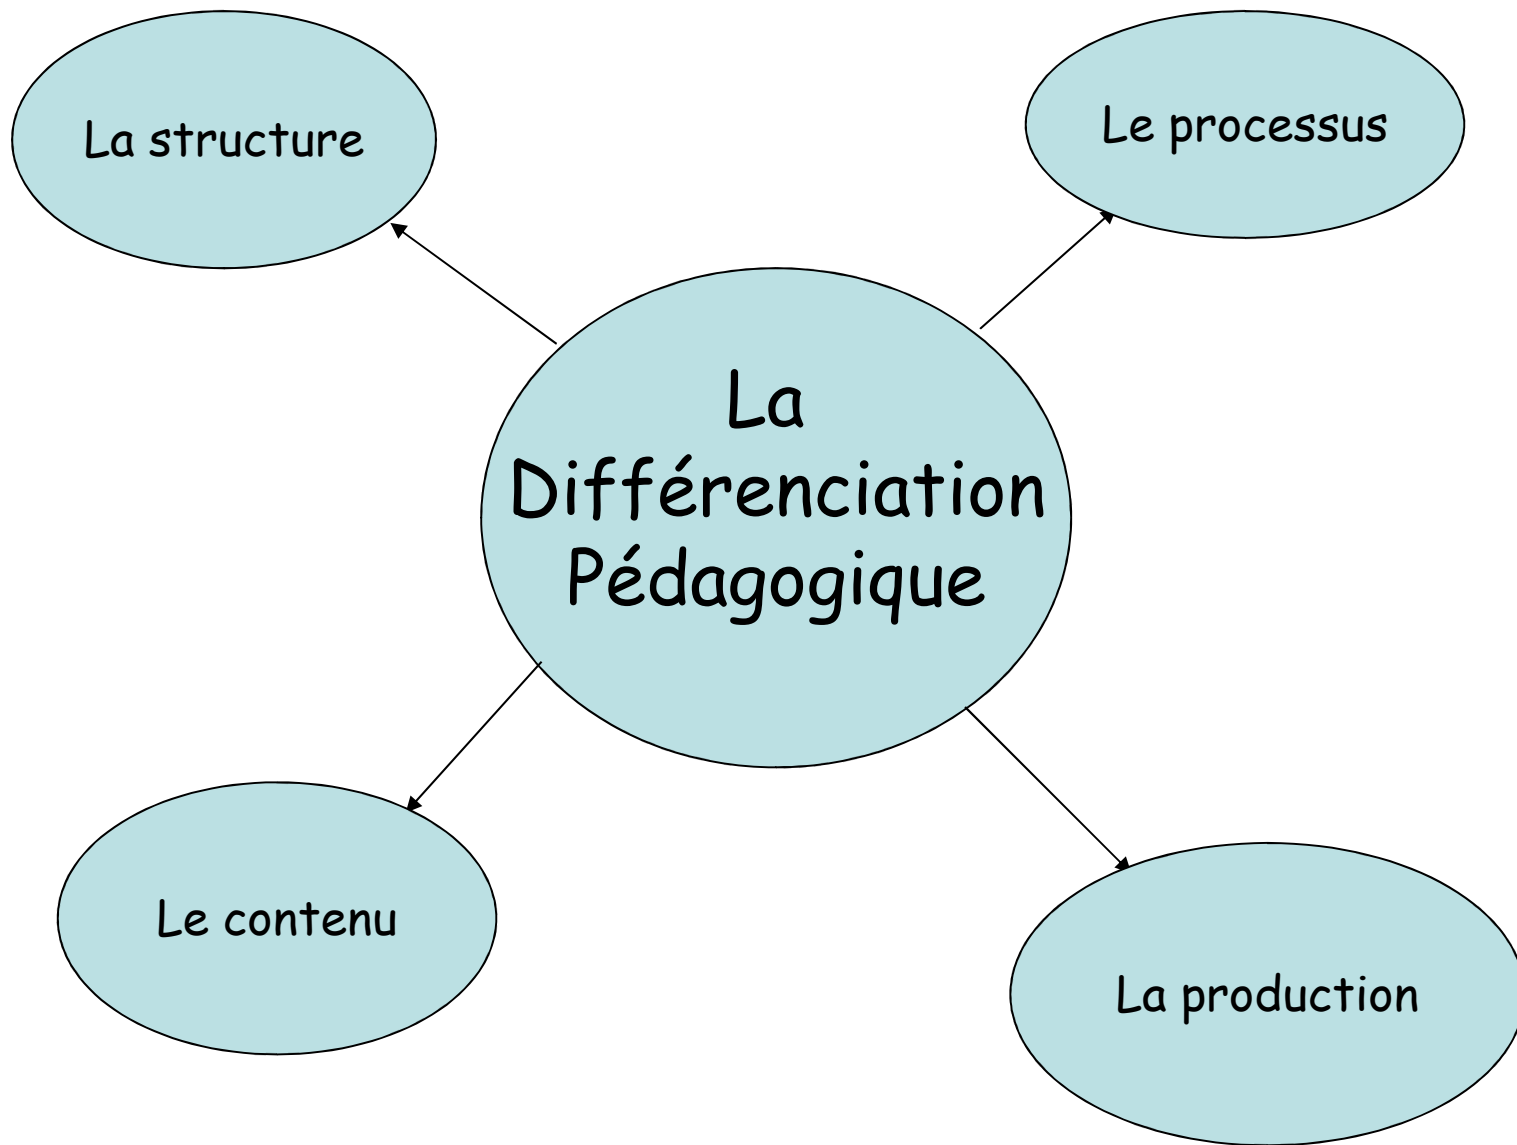 La structure
Le processus
La
Différenciation
Pédagogique
Le contenu
La production